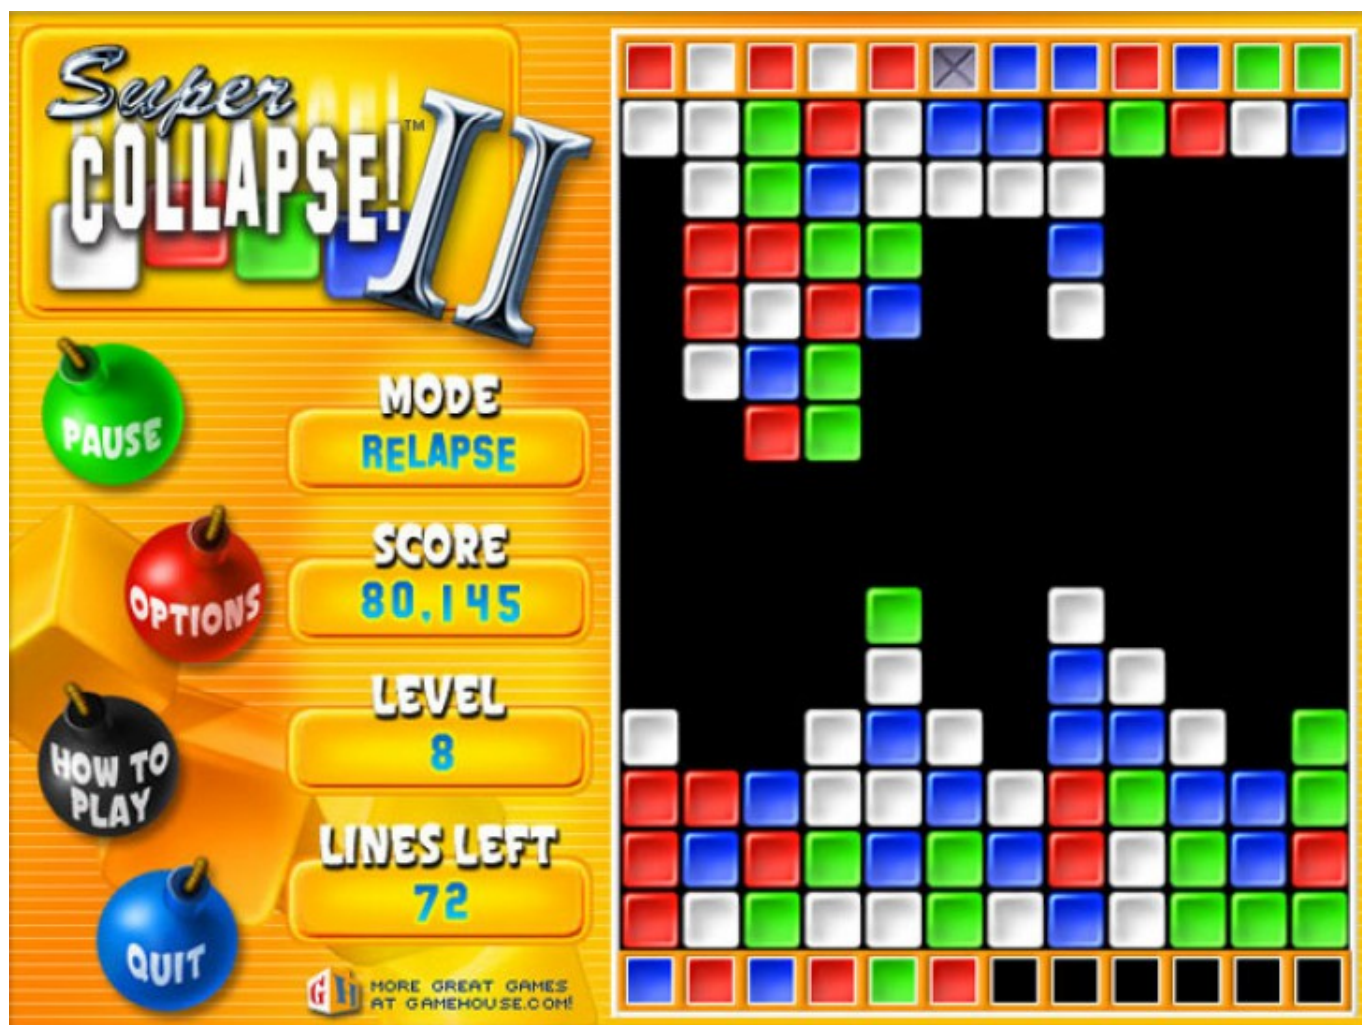 Super
COLLAPSE!™
II
PAUSE
MODE
RELAPSE
OPTIONS
SCORE
80,145
LEVEL
8
HOW TO
PLAY
LINES LEFT
72
QUIT
GH MORE GREAT GAMES
AT GAMEHOUSE.COM!